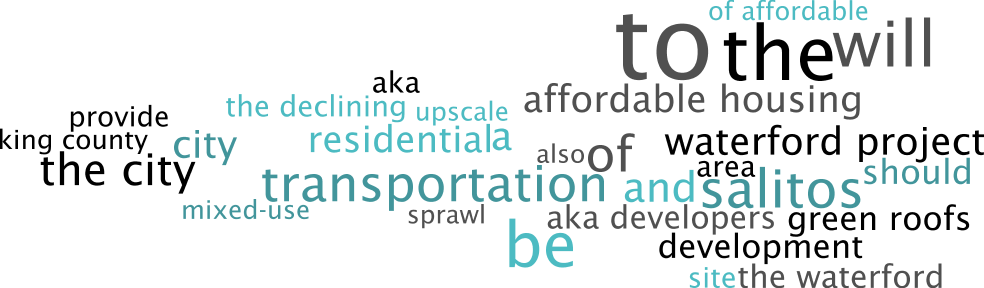 of affordable
to the will
aka
affordable housing
the declining upscale
provide
king county city residential a waterford project
also of area
the city transportation and salitos should
mixed-use sprawl aka developers green roofs
be development
site the waterford